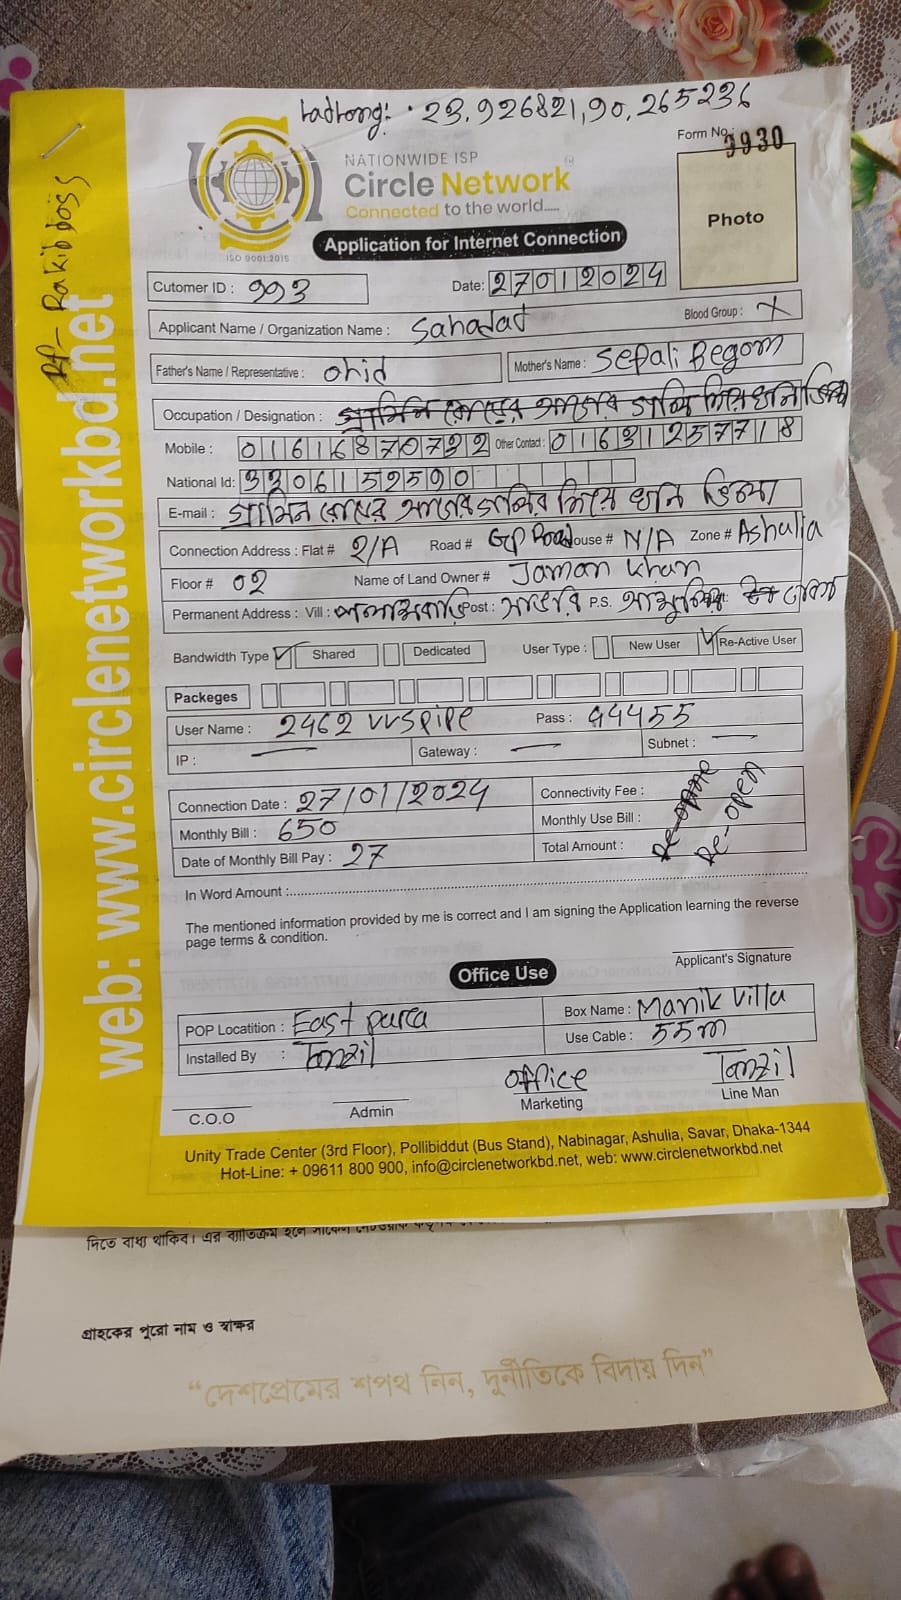 23.926821,90.265236
Form No: 9930
NATIONWIDE ISP
Circle Network
Connected to the world.....
ISO 9001:2015
Photo
Application for Internet Connection
Cutomer ID : 993
Date: 27012024
Applicant Name / Organization Name : Sahadat
Blood Group : X
Father's Name / Representative : ohid
Mother's Name : Sepali Begom
Occupation / Designation :
Mobile : 01616870722 Other Contact : 01631257718
National Id: 3306152590
E-mail :
Connection Address : Flat # 2/A Road # GP Road House # N/A Zone # Ashulia
Floor # 02 Name of Land Owner # Jaman Khan
Permanent Address : Vill : Post : P.S.
Bandwidth Type Shared Dedicated User Type : New User Re-Active User
Packeges
User Name : 2462 Pass : 44455
IP : — Gateway : — Subnet : —
Connection Date : 27/01/2024
Connectivity Fee :
Monthly Bill : 650
Monthly Use Bill :
Date of Monthly Bill Pay : 27
Total Amount :
Re-open
In Word Amount :
The mentioned information provided by me is correct and I am signing the Application learning the reverse
page terms & condition.
Applicant's Signature
Office Use
POP Locatition : East para
Box Name : Manik Villa
Installed By : Tanzil
Use Cable : 55m
C.O.O
Admin
office
Marketing
Tanzil
Line Man
Unity Trade Center (3rd Floor), Pollibiddut (Bus Stand), Nabinagar, Ashulia, Savar, Dhaka-1344
Hot-Line: + 09611 800 900, info@circlenetworkbd.net, web: www.circlenetworkbd.net
web: www.circlenetworkbd.net
Rakib boss
দিতে বাধ্য থাকিব। এর ব্যতিক্রম হলে
গ্রাহকের পুরো নাম ও স্বাক্ষর
“দেশপ্রেমের শপথ নিন, দুর্নীতিকে বিদায় দিন”